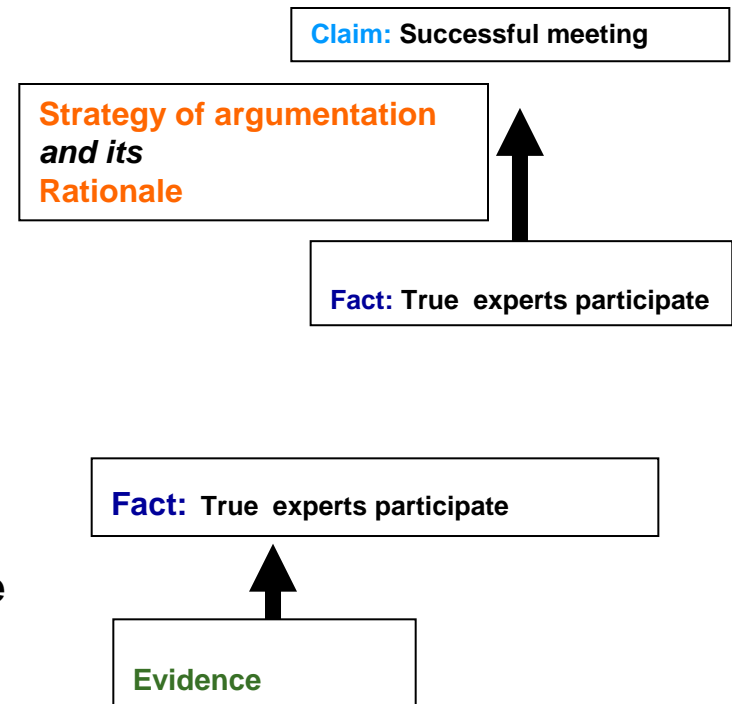 Claim: Successful meeting
Strategy of argumentation
and its
Rationale
Fact: True experts participate
Fact: True experts participate
e
Evidence